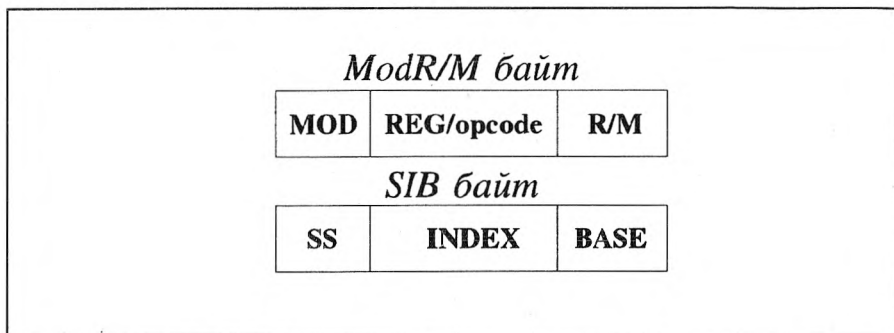 ModR/M байт
MOD REG/opcode R/M
SIB байт
SS INDEX BASE